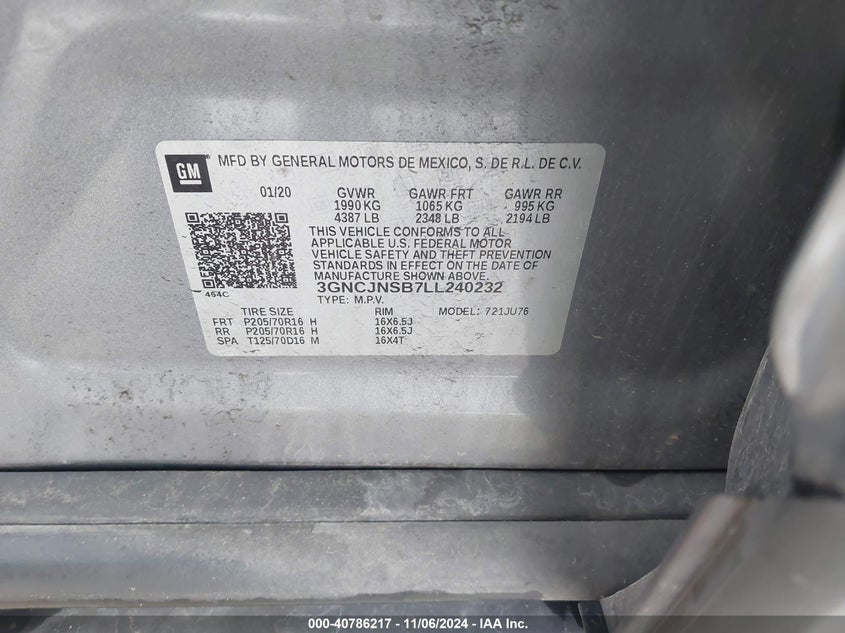 GM
MFD BY GENERAL MOTORS DE MEXICO, S. DE R.L. DE C.V.
01/20 GVWR GAWR FRT GAWR RR
1990 KG 1065 KG 995 KG
4387 LB 2348 LB 2194 LB
THIS VEHICLE CONFORMS TO ALL
APPLICABLE U.S. FEDERAL MOTOR
VEHICLE SAFETY AND THEFT PREVENTION
STANDARDS IN EFFECT ON THE DATE OF
MANUFACTURE SHOWN ABOVE.
464C
3GNCJNSB7LL240232
TYPE: M.P.V.
TIRE SIZE RIM MODEL: 721JU76
FRT P205/70R16 H 16X6.5J
RR P205/70R16 H 16X6.5J
SPA T125/70D16 M 16X4T
000-40786217 - 11/06/2024 - IAA Inc.